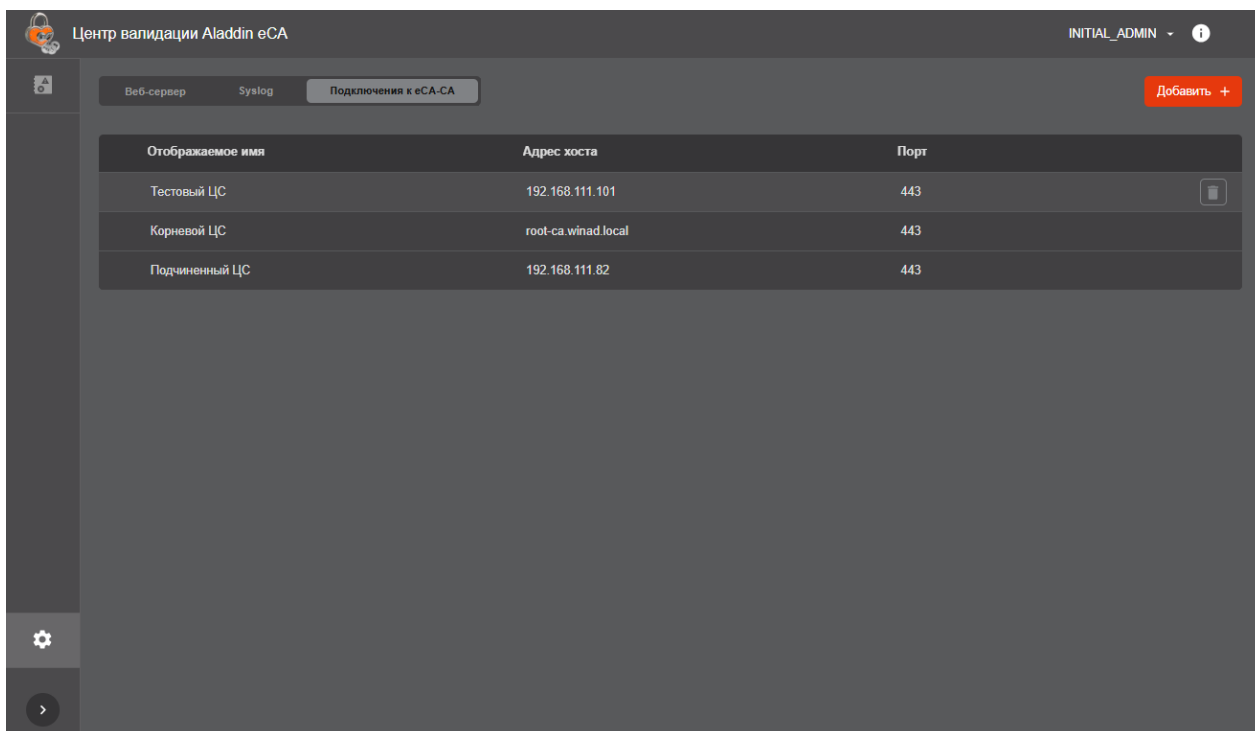 Центр валидации Aladdin eCA
INITIAL_ADMIN
Веб-сервер Syslog Подключения к eCA-CA Добавить +
Отображаемое имя Адрес хоста Порт
Тестовый ЦС 192.168.111.101 443
Корневой ЦС root-ca.winad.local 443
Подчиненный ЦС 192.168.111.82 443